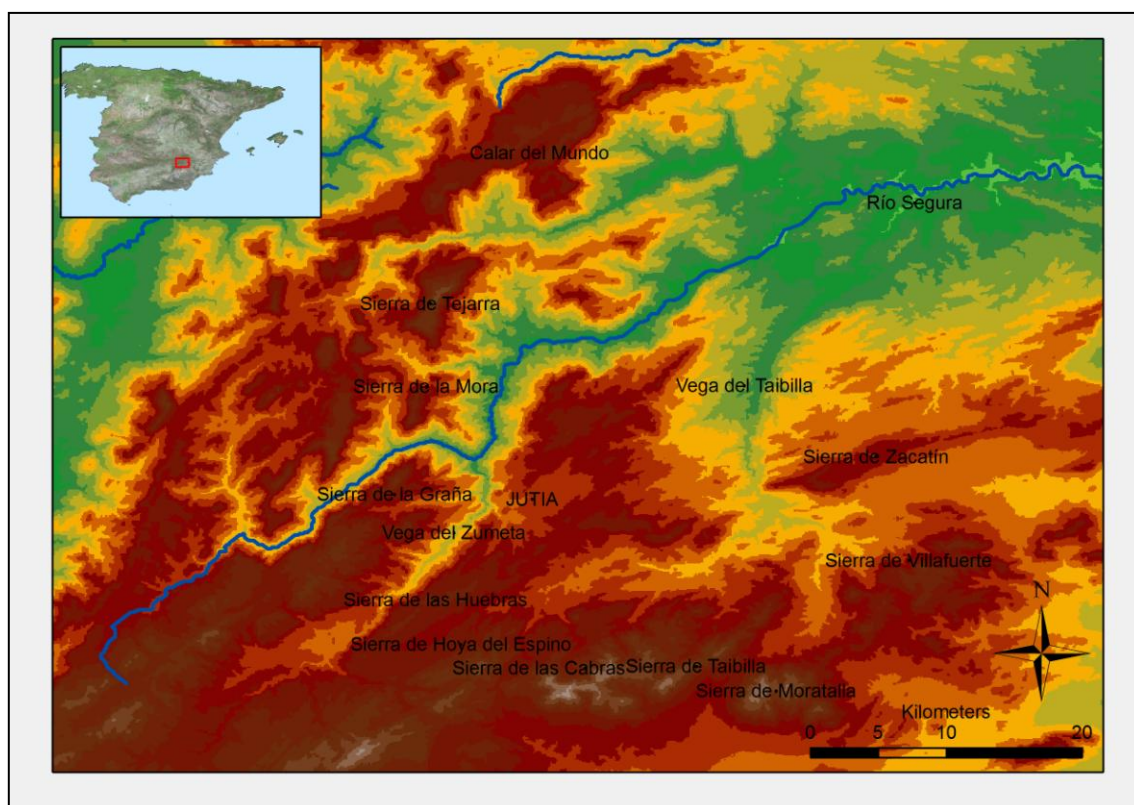 Calar del Mundo
Río Segura
Sierra de Tejarra
Sierra de la Mora
Vega del Taibilla
Sierra de Zacatín
Sierra de la Graña
JUTIA
Vega del Zumeta
Sierra de Villafuerte
Sierra de las Huebras
N
Sierra de Hoya del Espino
Sierra de las Cabras
Sierra de Taibilla
Sierra de Moratalla
Kilometers
0 5 10 20